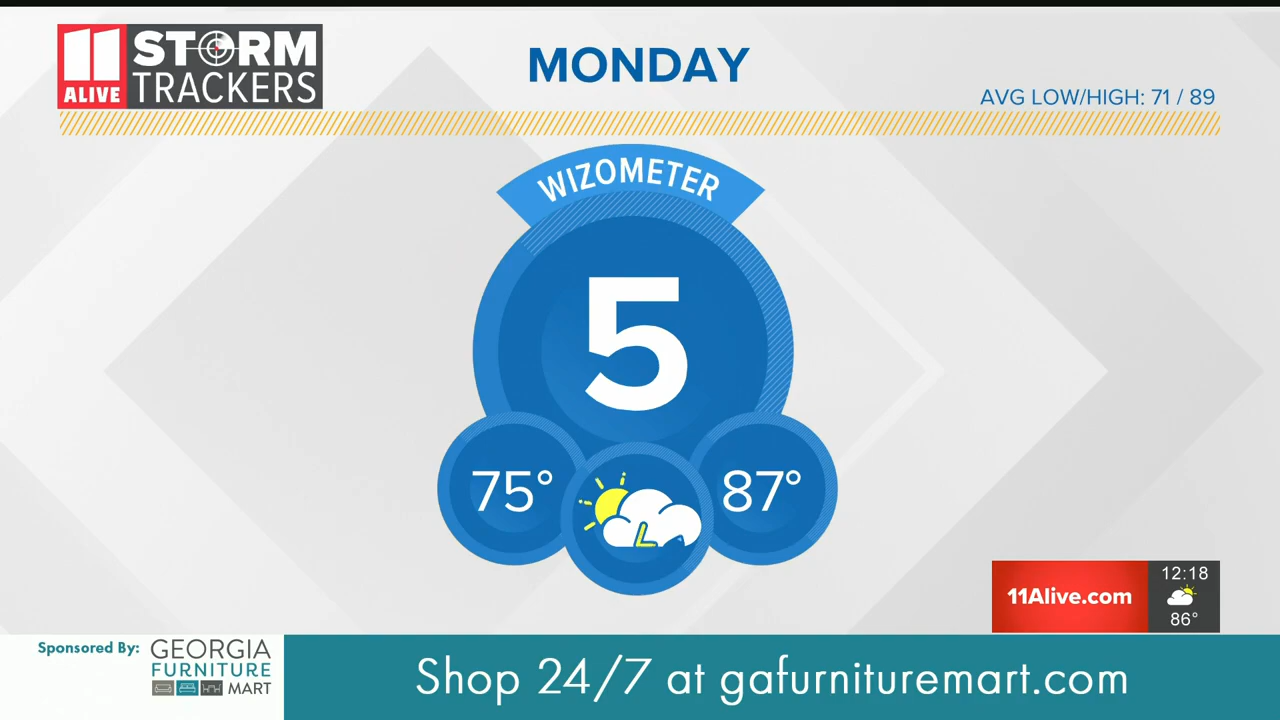 11 ALIVE
STORM
TRACKERS
MONDAY
AVG LOW/HIGH: 71 / 89
WIZOMETER
5
75°
87°
11Alive.com
12:18
86°
Sponsored By:
GEORGIA
FURNITURE
MART
Shop 24/7 at gafurnituremart.com